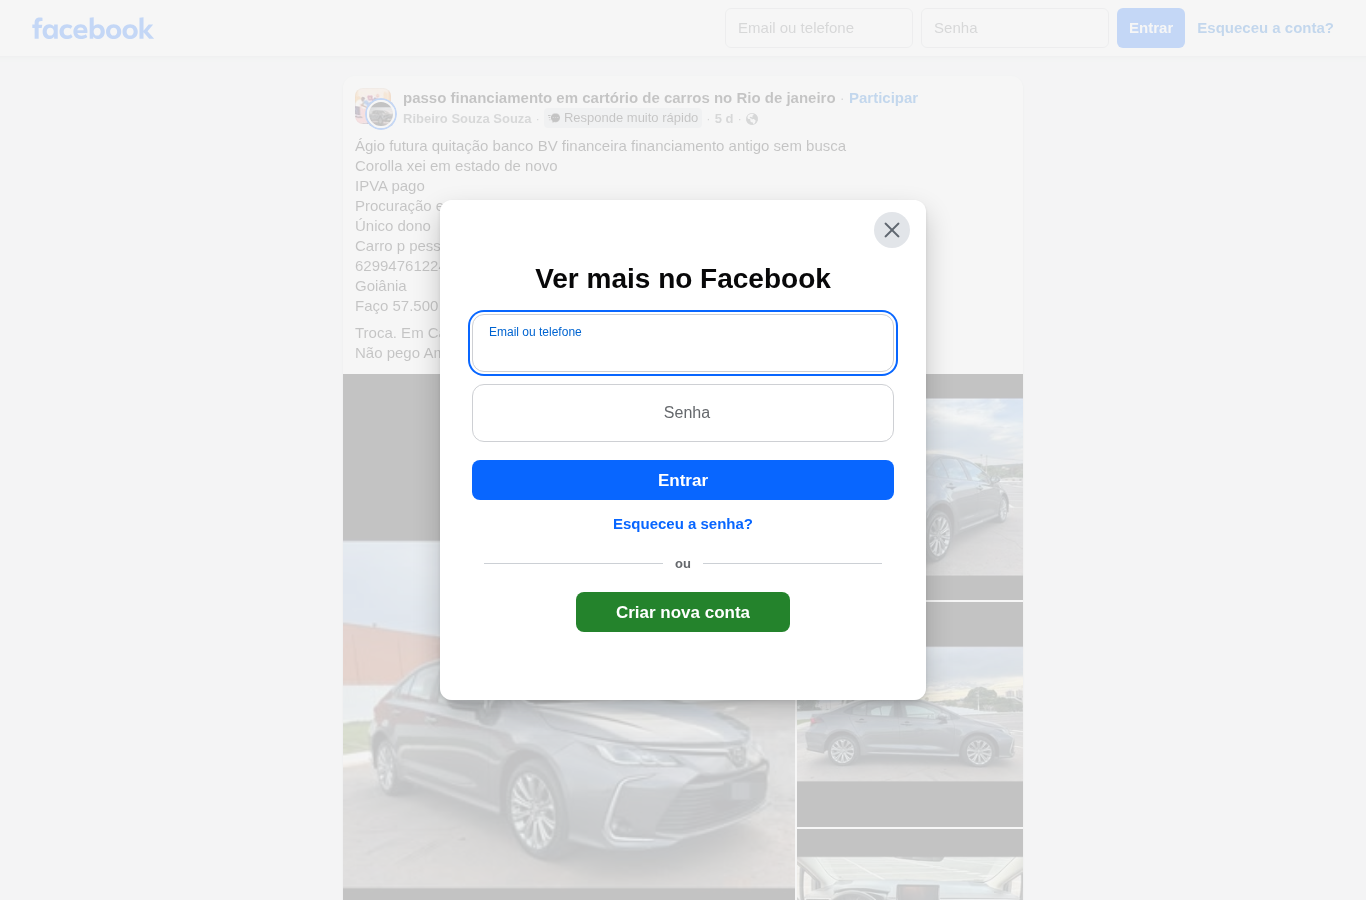 facebook
Email ou telefone
Senha
Entrar
Esqueceu a conta?
passo financiamento em cartório de carros no Rio de janeiro · Participar
Ribeiro Souza Souza · Responde muito rápido · 5 d ·
Ágio futura quitação banco BV financeira financiamento antigo sem busca
Corolla xei em estado de novo
IPVA pago
Procuração
Único dono
Carro p
Goiânia
Faço 57.500
Troca. Em
Não pego
Ver mais no Facebook
Email ou telefone
Senha
Entrar
Esqueceu a senha?
ou
Criar nova conta